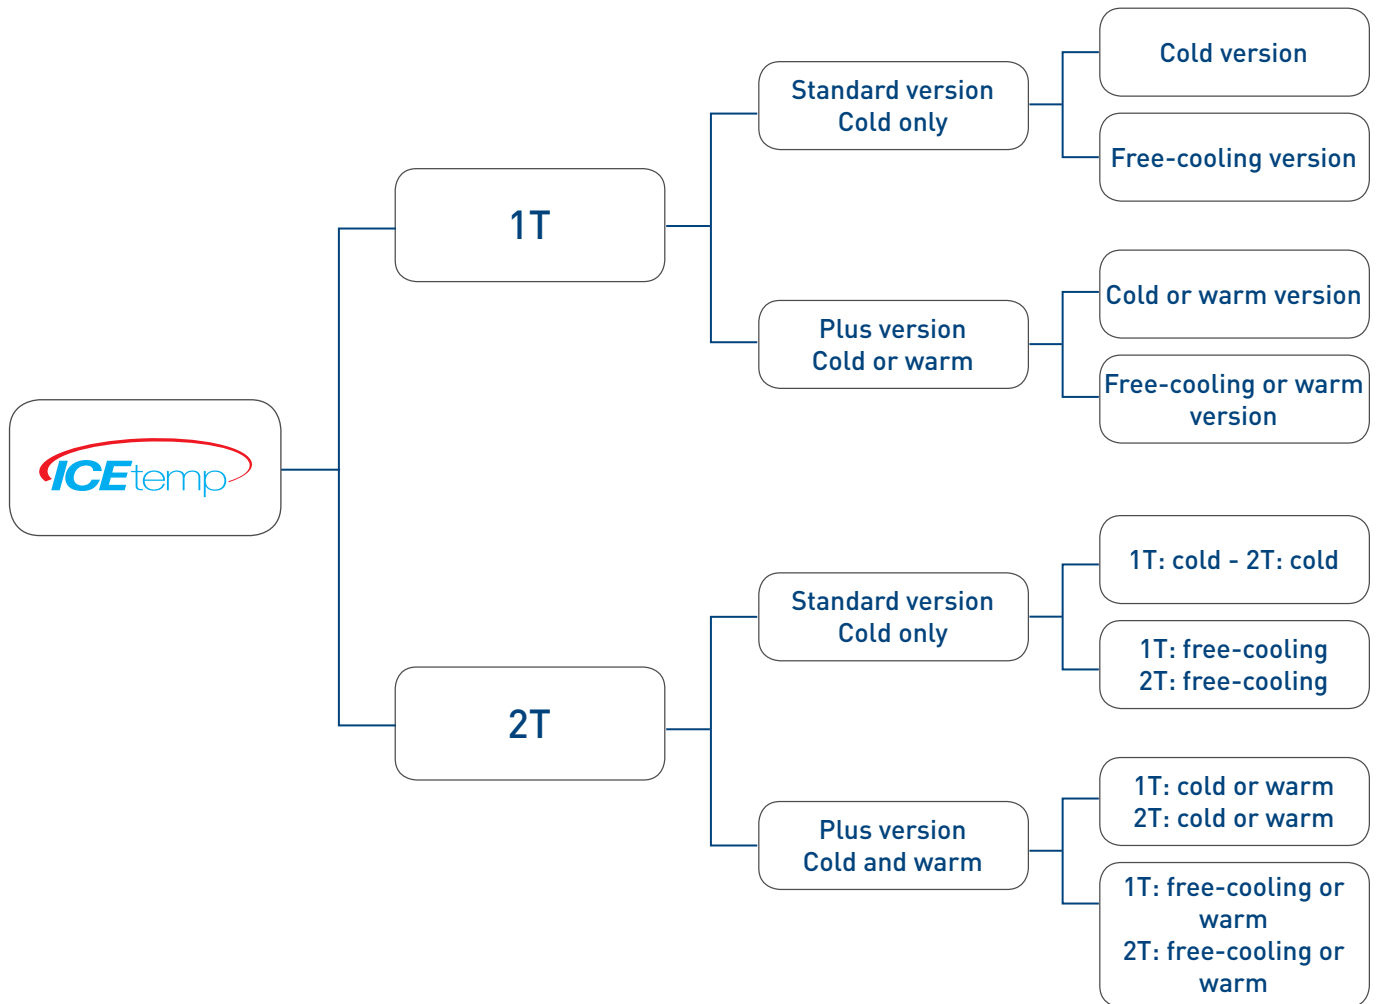 ICEtemp
1T
Standard version
Cold only
Cold version
Free-cooling version
Plus version
Cold or warm
Cold or warm version
Free-cooling or warm
version
2T
Standard version
Cold only
1T: cold - 2T: cold
1T: free-cooling
2T: free-cooling
Plus version
Cold and warm
1T: cold or warm
2T: cold or warm
1T: free-cooling or
warm
2T: free-cooling or
warm